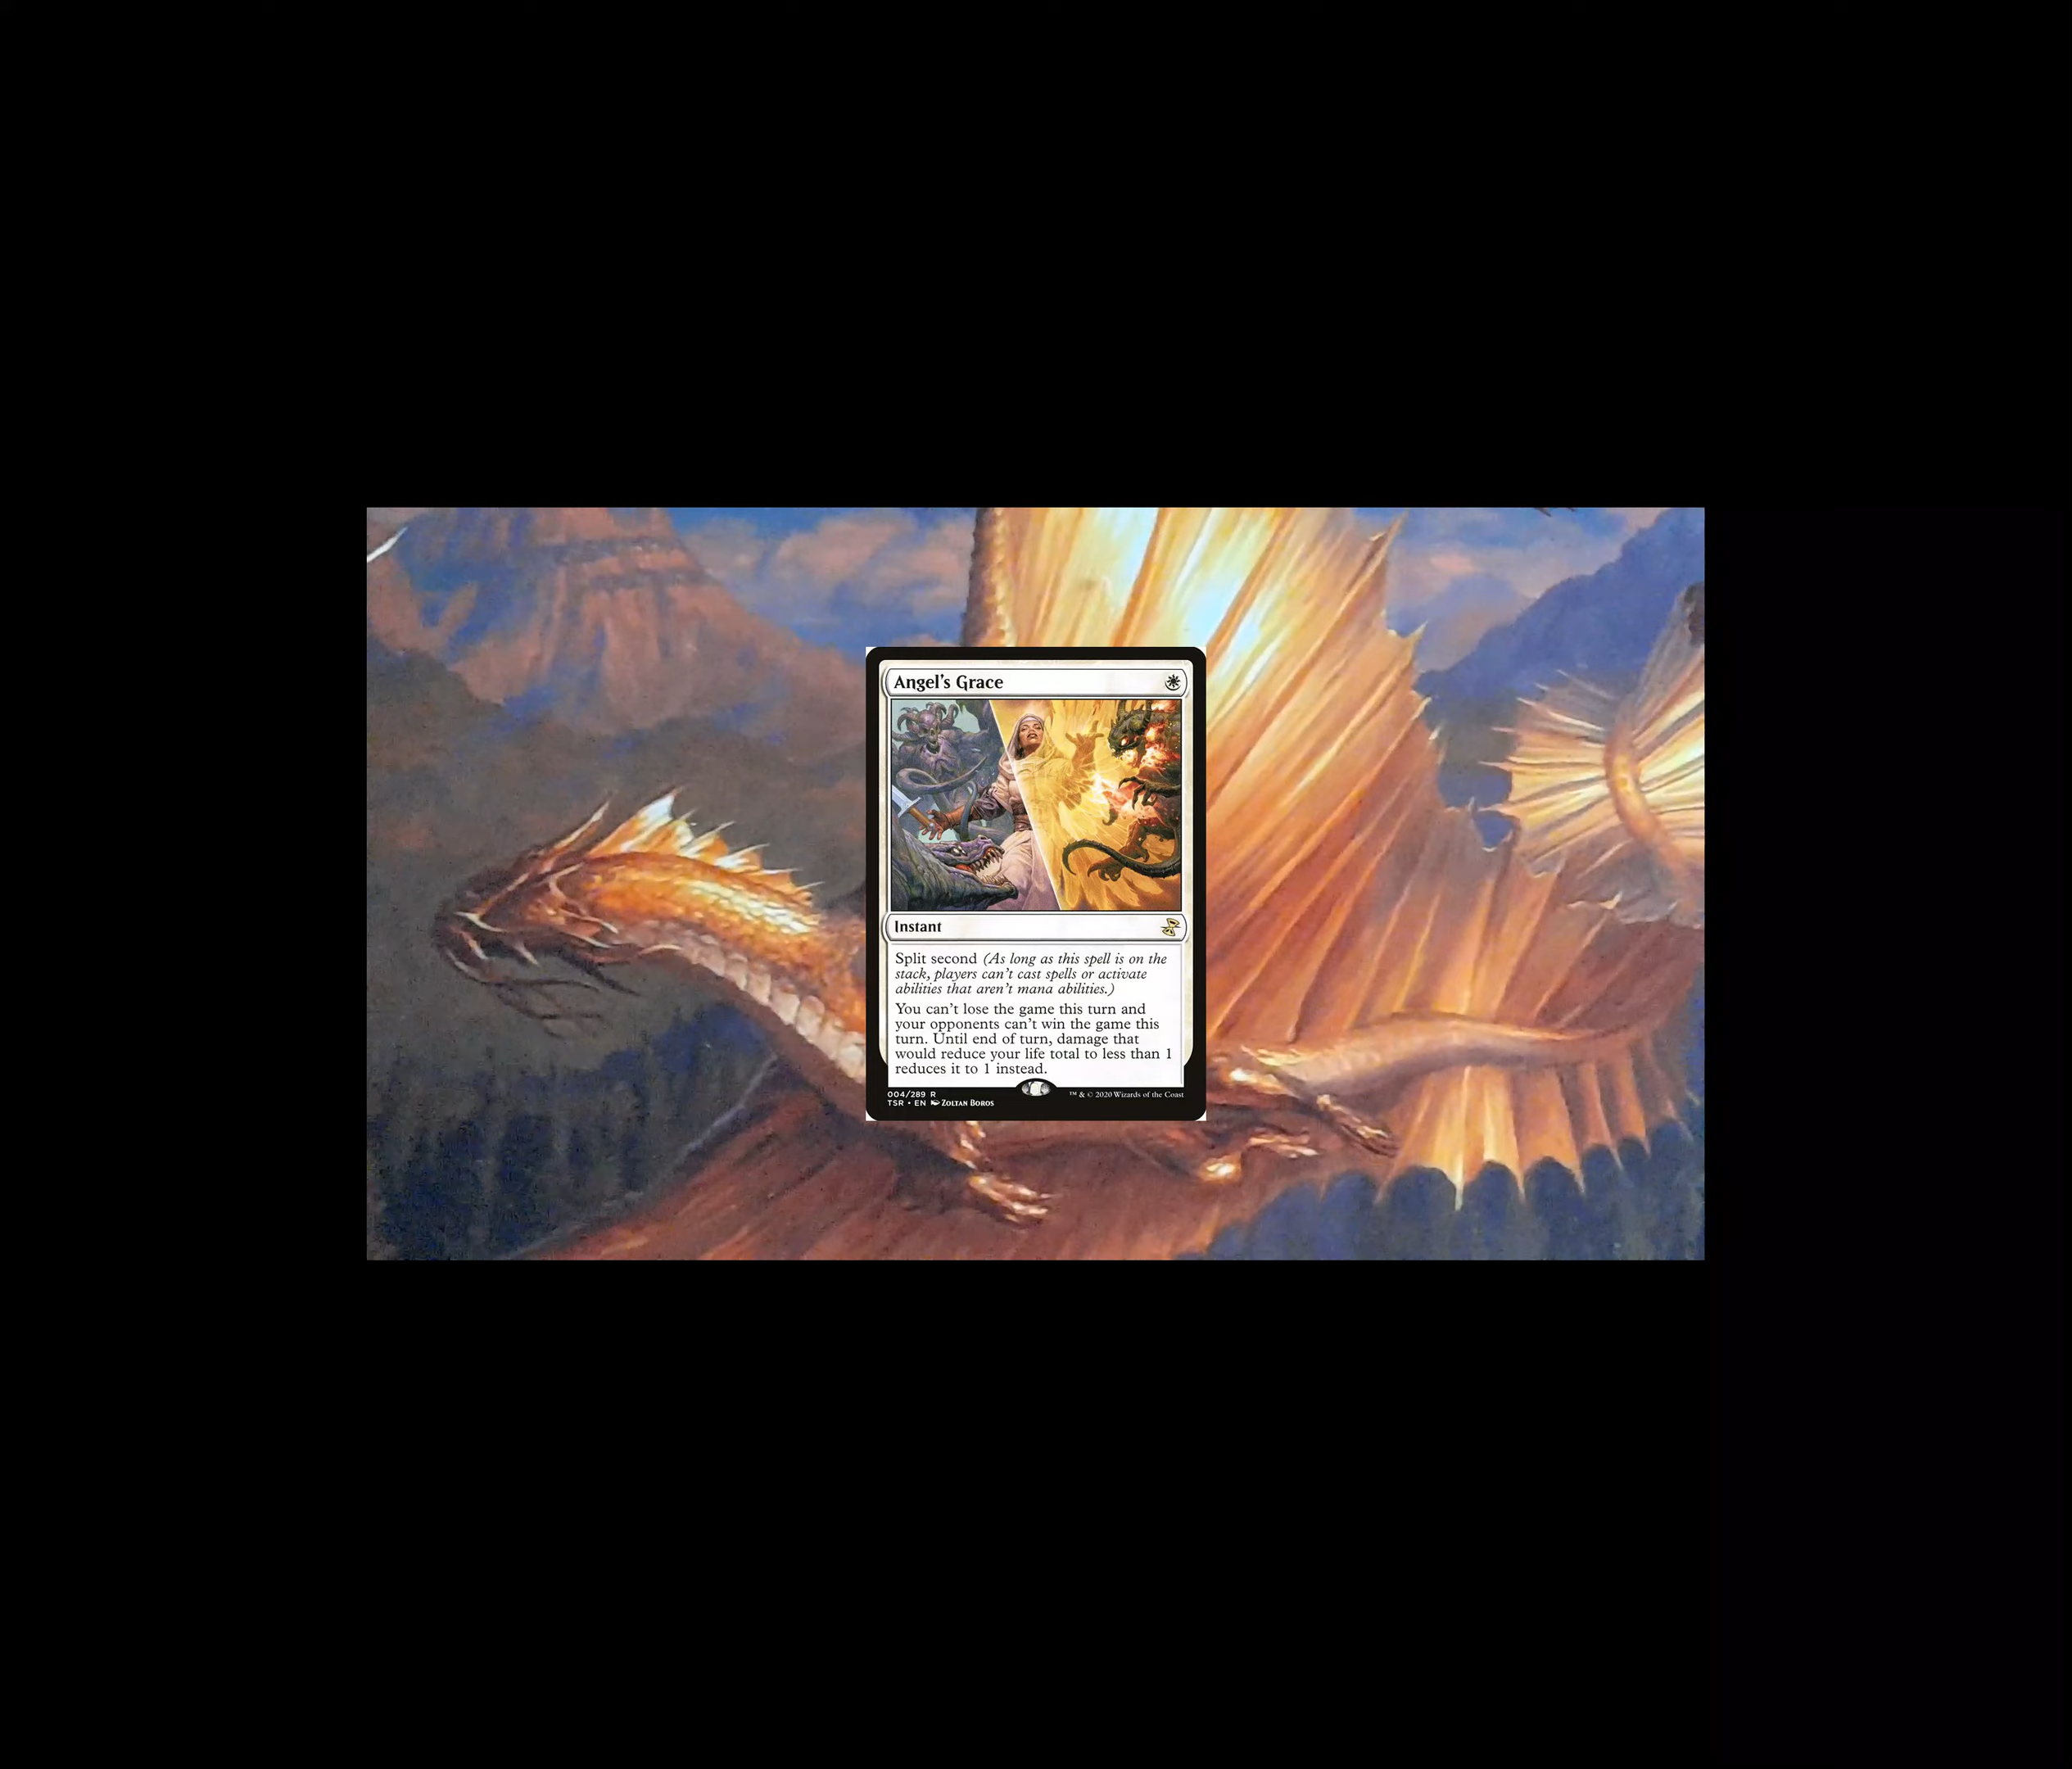 Angel's Grace
Instant
Split second (As long as this spell is on the
stack, players can't cast spells or activate
abilities that aren't mana abilities.)
You can't lose the game this turn and
your opponents can't win the game this
turn. Until end of turn, damage that
would reduce your life total to less than 1
reduces it to 1 instead.
004/289 R
TSR • EN Zoltan Boros
™ & © 2020 Wizards of the Coast